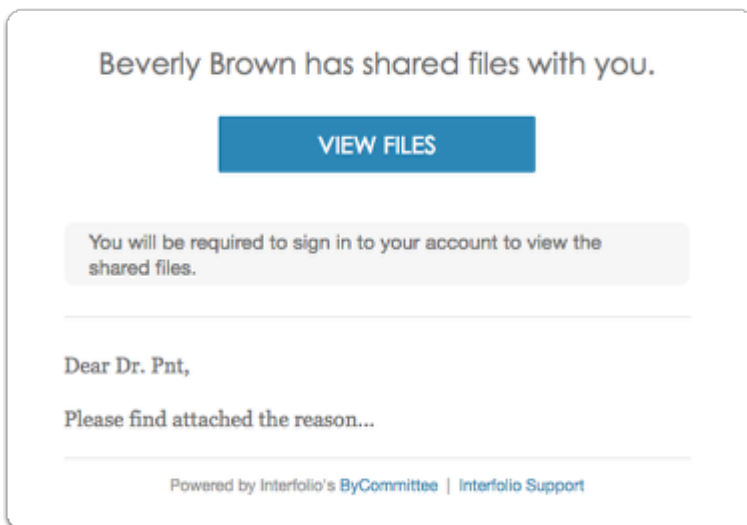 Beverly Brown has shared files with you.
VIEW FILES
You will be required to sign in to your account to view the
shared files.
Dear Dr. Pnt,
Please find attached the reason...
Powered by Interfolio's ByCommittee | Interfolio Support